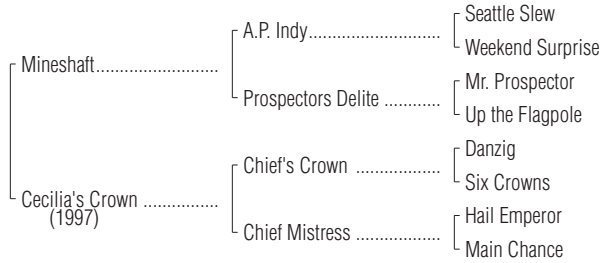 Seattle Slew
A.P. Indy..............................
Weekend Surprise
Mineshaft............................
Mr. Prospector
Prospectors Delite .............
Up the Flagpole
Danzig
Chief's Crown ...................
Six Crowns
Cecilia's Crown .................
(1997)
Hail Emperor
Chief Mistress ...................
Main Chance